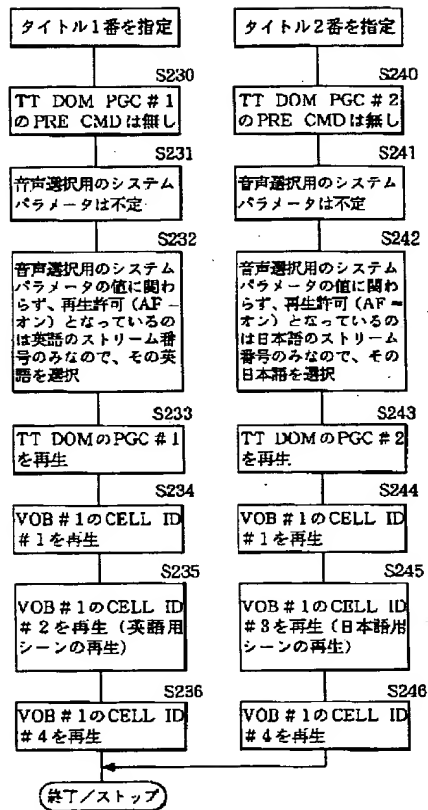 タイトル1番を指定
S230
TT DOM PGC#1
のPRE CMDは無し
S231
音声選択用のシステム
パラメータは不定
S232
音声選択用のシステム
パラメータの値に関わ
らず、再生許可(AF=
オン)となっているの
は英語のストリーム番
号のみなので、その英
語を選択
S233
TT DOMのPGC#1
を再生
S234
VOB#1のCELL ID
#1を再生
S235
VOB#1のCELL ID
#2を再生(英語用
シーンの再生)
S236
VOB#1のCELL ID
#4を再生
タイトル2番を指定
S240
TT DOM PGC#2
のPRE CMDは無し
S241
音声選択用のシステム
パラメータは不定
S242
音声選択用のシステム
パラメータの値に関わ
らず、再生許可(AF=
オン)となっているの
は日本語のストリーム
番号のみなので、その
日本語を選択
S243
TT DOMのPGC#2
を再生
S244
VOB#1のCELL ID
#1を再生
S245
VOB#1のCELL ID
#3を再生(日本語用
シーンの再生)
S246
VOB#1のCELL ID
#4を再生
終了/ストップ